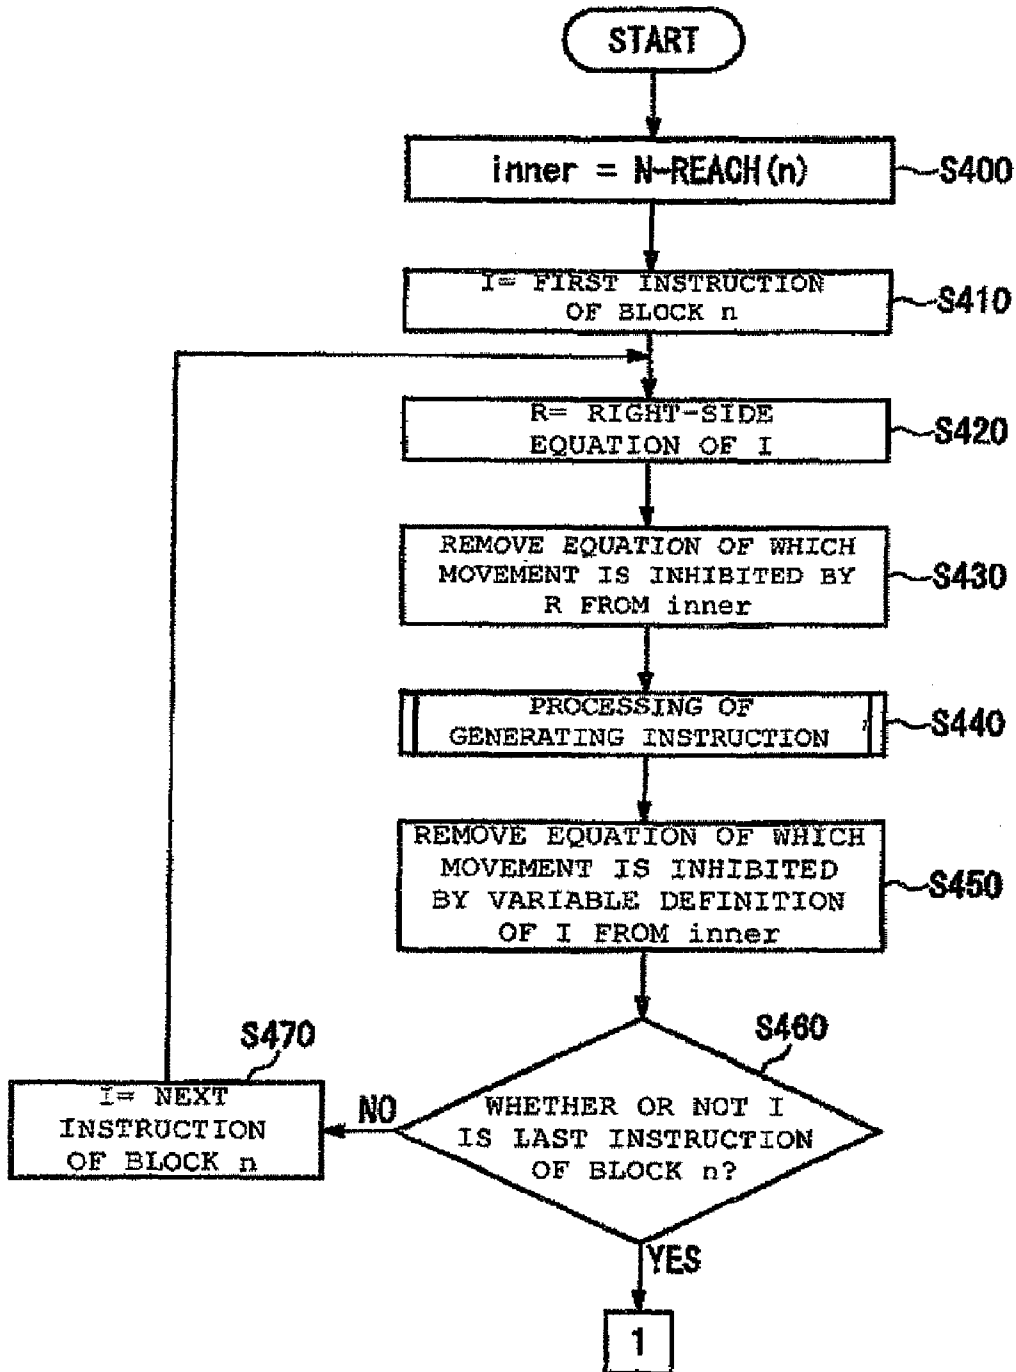 START
inner = N-REACH(n)
S400
I= FIRST INSTRUCTION
OF BLOCK n
S410
R= RIGHT-SIDE
EQUATION OF I
S420
REMOVE EQUATION OF WHICH
MOVEMENT IS INHIBITED BY
R FROM inner
S430
PROCESSING OF
GENERATING INSTRUCTION
S440
REMOVE EQUATION OF WHICH
MOVEMENT IS INHIBITED
BY VARIABLE DEFINITION
OF I FROM inner
S450
S460
WHETHER OR NOT I
IS LAST INSTRUCTION
OF BLOCK n?
NO
S470
I= NEXT
INSTRUCTION
OF BLOCK n
YES
1